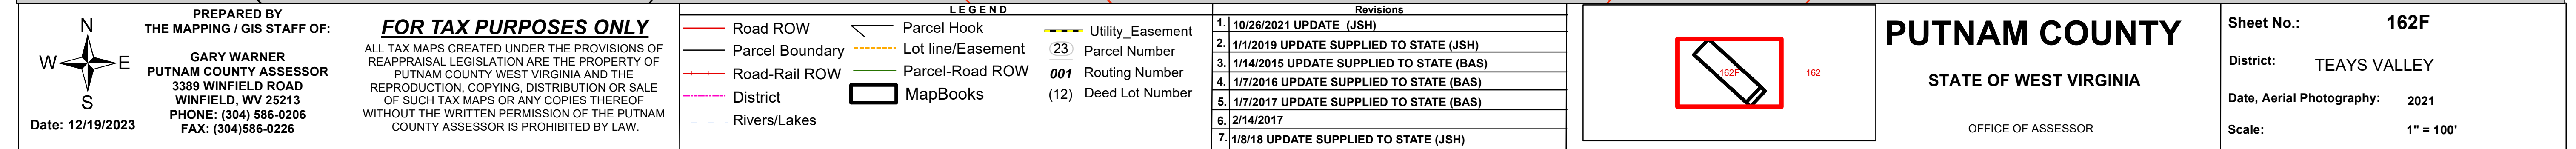 N
W E
S
Date: 12/19/2023
PREPARED BY
THE MAPPING / GIS STAFF OF:
GARY WARNER
PUTNAM COUNTY ASSESSOR
3389 WINFIELD ROAD
WINFIELD, WV 25213
PHONE: (304) 586-0206
FAX: (304)586-0226
FOR TAX PURPOSES ONLY
ALL TAX MAPS CREATED UNDER THE PROVISIONS OF
REAPPRAISAL LEGISLATION ARE THE PROPERTY OF
PUTNAM COUNTY WEST VIRGINIA AND THE
REPRODUCTION, COPYING, DISTRIBUTION OR SALE
OF SUCH TAX MAPS OR ANY COPIES THEREOF
WITHOUT THE WRITTEN PERMISSION OF THE PUTNAM
COUNTY ASSESSOR IS PROHIBITED BY LAW.
LEGEND
Road ROW
Parcel Boundary
Road-Rail ROW
District
Rivers/Lakes
Parcel Hook
Lot line/Easement
Parcel-Road ROW
MapBooks
Utility_Easement
23 Parcel Number
001 Routing Number
(12) Deed Lot Number
Revisions
1. 10/26/2021 UPDATE (JSH)
2. 1/1/2019 UPDATE SUPPLIED TO STATE (JSH)
3. 1/14/2015 UPDATE SUPPLIED TO STATE (BAS)
4. 1/7/2016 UPDATE SUPPLIED TO STATE (BAS)
5. 1/7/2017 UPDATE SUPPLIED TO STATE (BAS)
6. 2/14/2017
7. 1/8/18 UPDATE SUPPLIED TO STATE (JSH)
162F 162
PUTNAM COUNTY
STATE OF WEST VIRGINIA
OFFICE OF ASSESSOR
Sheet No.: 162F
District: TEAYS VALLEY
Date, Aerial Photography: 2021
Scale: 1" = 100'